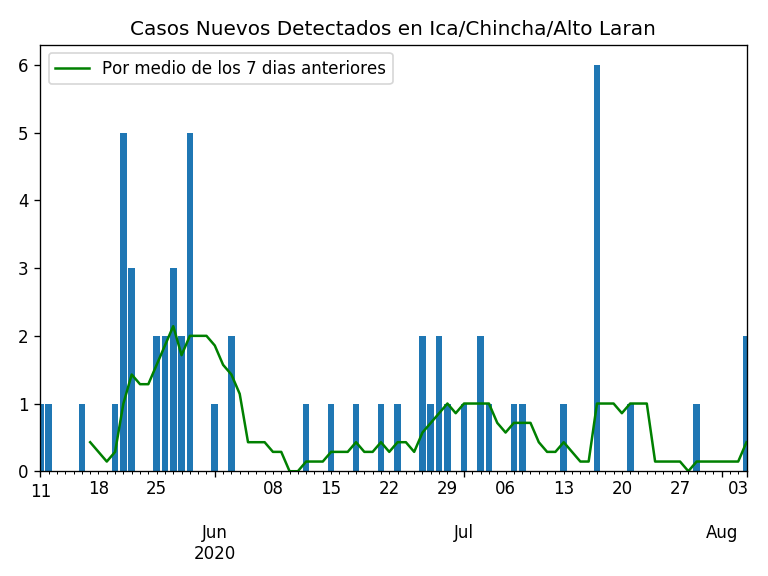 Casos Nuevos Detectados en Ica/Chincha/Alto Laran
Por medio de los 7 dias anteriores
6
5
4
3
2
1
0
11 18 25 08 15 22 29 06 13 20 27 03
Jun Jul Aug
2020